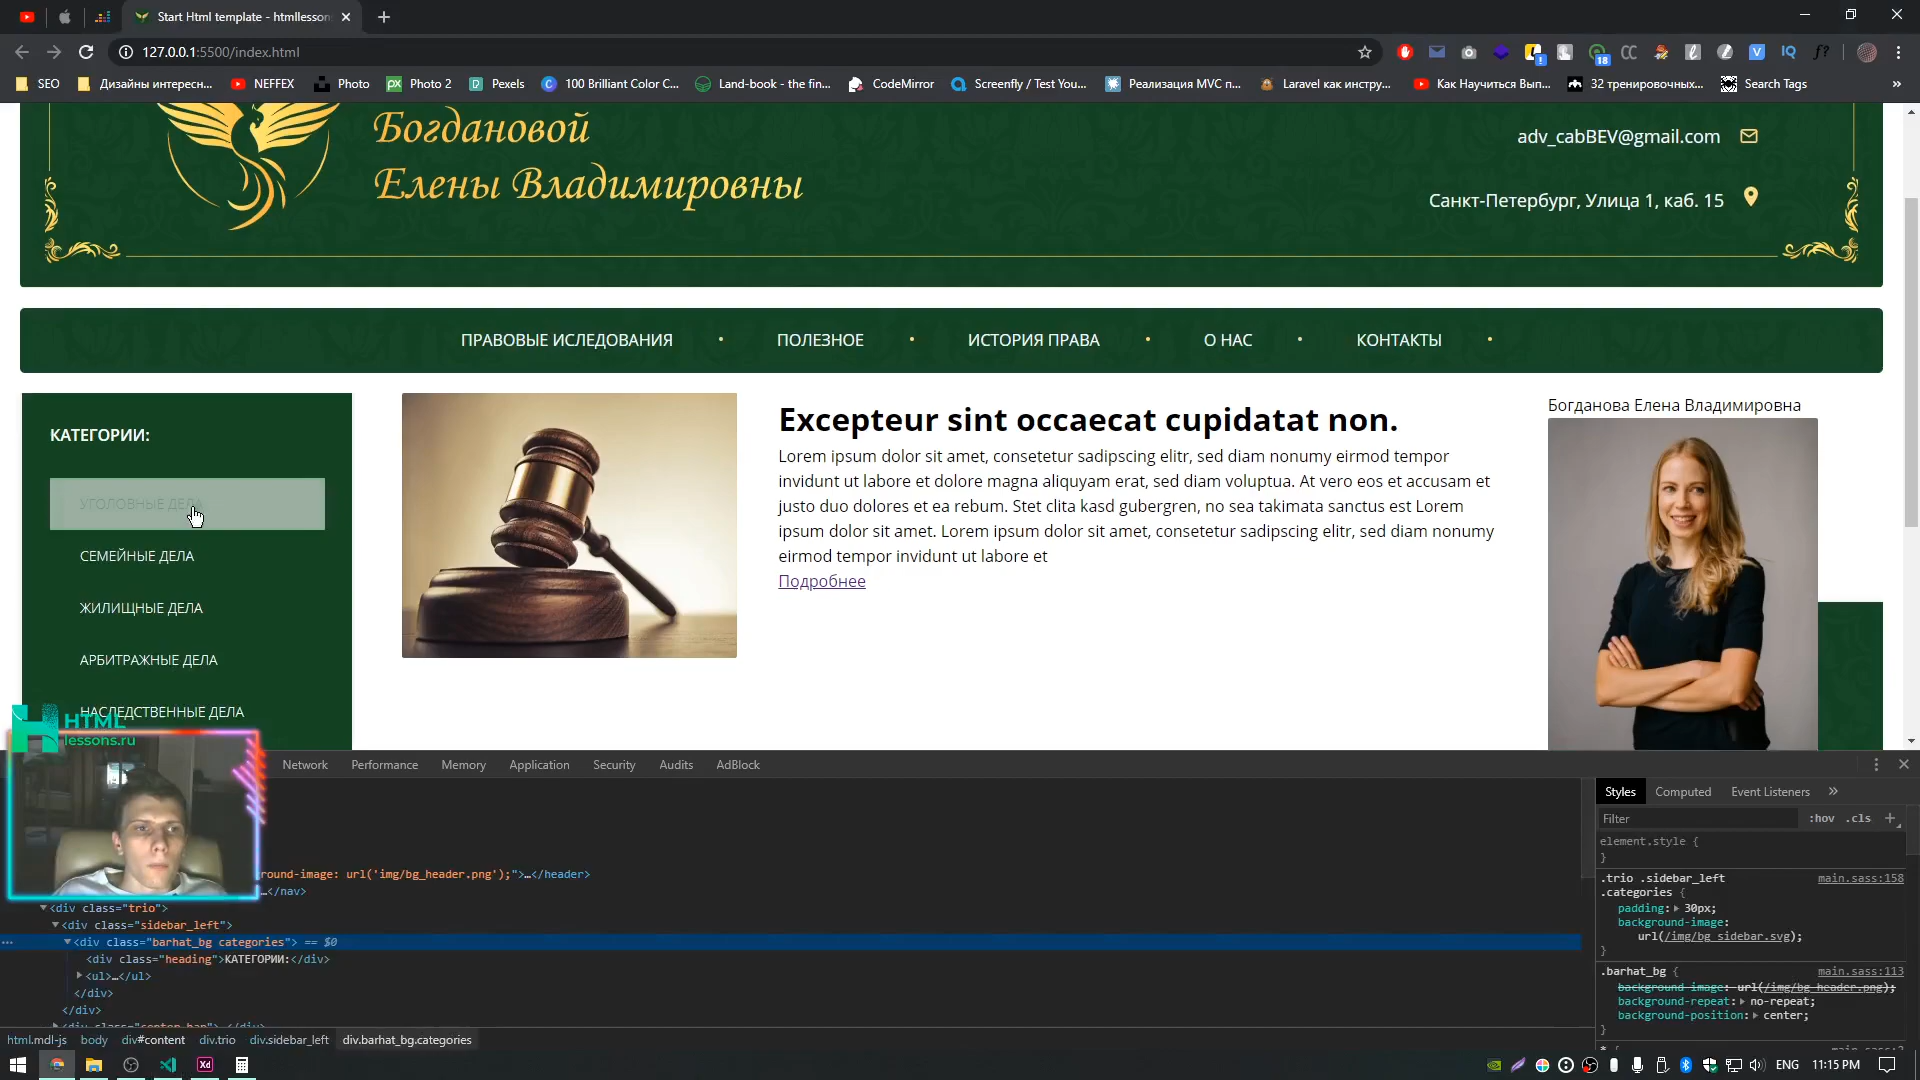 Start Html template - htmllesson
127.0.0.1:5500/index.html
SEO
Дизайны интересн...
NEFFEX
Photo
Photo 2
Pexels
100 Brilliant Color C...
Land-book - the fin...
CodeMirror
Screenfly / Test You...
Реализация MVC п...
Laravel как инстру...
Как Научиться Вып...
32 тренировочных...
Search Tags
»
Богдановой
Елены Владимировны
adv_cabBEV@gmail.com
Санкт-Петербург, Улица 1, каб. 15
ПРАВОВЫЕ ИСЛЕДОВАНИЯ • ПОЛЕЗНОЕ • ИСТОРИЯ ПРАВА • О НАС • КОНТАКТЫ •
КАТЕГОРИИ:
УГОЛОВНЫЕ ДЕЛА
СЕМЕЙНЫЕ ДЕЛА
ЖИЛИЩНЫЕ ДЕЛА
АРБИТРАЖНЫЕ ДЕЛА
НАСЛЕДСТВЕННЫЕ ДЕЛА
Excepteur sint occaecat cupidatat non.
Lorem ipsum dolor sit amet, consetetur sadipscing elitr, sed diam nonumy eirmod tempor
invidunt ut labore et dolore magna aliquyam erat, sed diam voluptua. At vero eos et accusam et
justo duo dolores et ea rebum. Stet clita kasd gubergren, no sea takimata sanctus est Lorem
ipsum dolor sit amet. Lorem ipsum dolor sit amet, consetetur sadipscing elitr, sed diam nonumy
eirmod tempor invidunt ut labore et
Подробнее
Богданова Елена Владимировна
HTML
lessons.ru
Network
Performance
Memory
Application
Security
Audits
AdBlock
round-image: url('img/bg_header.png');">…</header>
…</nav>
<div class="trio">
<div class="sidebar_left">
<div class="barhat_bg categories"> == $0
<div class="heading">КАТЕГОРИИ:</div>
<ul>…</ul>
</div>
</div>
html.mdl-js
body
div#content
div.trio
div.sidebar_left
div.barhat_bg.categories
Styles
Computed
Event Listeners
»
Filter
:hov
.cls
+
element.style {
}
.trio .sidebar_left main.sass:158
.categories {
padding: 30px;
background-image:
url(/img/bg_sidebar.svg);
}
.barhat_bg { main.sass:113
background-image: url(/img/bg_header.png);
background-repeat: no-repeat;
background-position: center;
}
ENG
11:15 PM